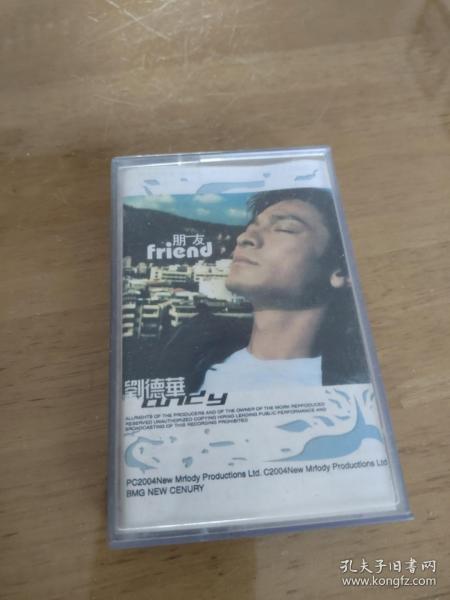 朋友
friend
劉德華
andy
ALLRIGHTS OF THE PRODUCERS AND OF THE OWNER OF THE WORK REPRODUCED
RESERVED UNAUTHORIZED COPYING HIRING LENDING PUBLIC PERFORMANCE AND
BROADCASTING OF THIS RECORDING PROHIBITED
PC2004New Mrlody Productions Ltd. C2004New Mrlody Productions Ltd
BMG NEW CENURY
孔夫子旧书网
www.kongfz.com